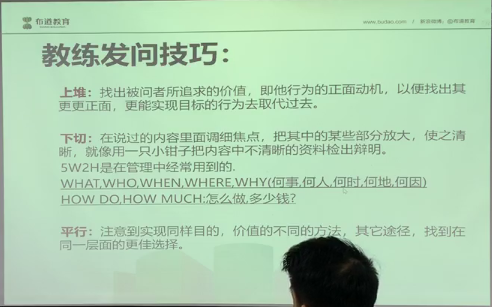 布道教育
www.budao.com / 新浪微博: @布道教育
教练发问技巧：
上堆：找出被问者所追求的价值，即他行为的正面动机，以便找出其
更更正面，更能实现目标的行为去取代过去。
下切：在说过的内容里面调细焦点，把其中的某些部分放大，使之清
晰，就像用一只小钳子把内容中不清晰的资料检出辩明。
5W2H是在管理中经常用到的.
WHAT,WHO,WHEN,WHERE,WHY(何事,何人,何时,何地,何因)
HOW DO,HOW MUCH:怎么做,多少钱?
平行：注意到实现同样目的，价值的不同的方法，其它途径，找到在
同一层面的更佳选择。